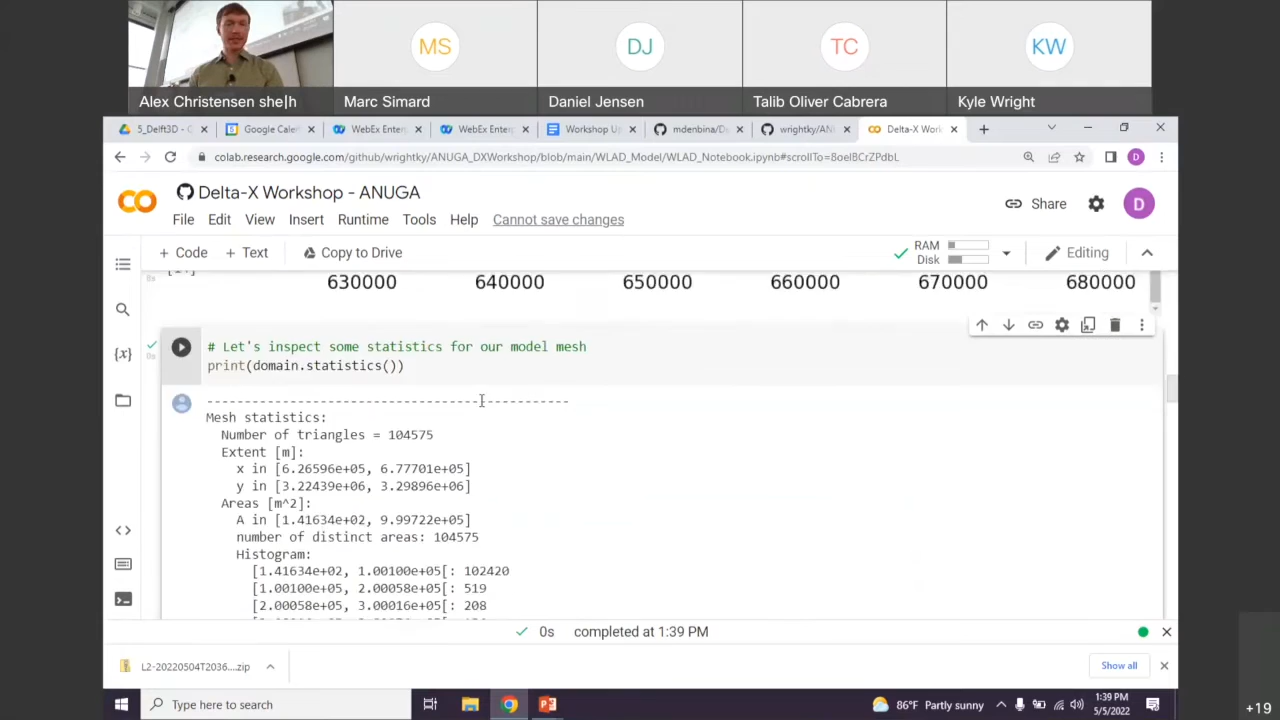 MS
DJ
TC
KW
Alex Christensen she|h
Marc Simard
Daniel Jensen
Talib Oliver Cabrera
Kyle Wright
5_Delft3D - G
Google Cale
WebEx Enter
WebEx Enter
Workshop U
mdenbina/D
wrightky/AN
Delta-X Work
colab.research.google.com/github/wrightky/ANUGA_DXWorkshop/blob/main/WLAD_Model/WLAD_Notebook.ipynb#scrollTo=8oelBCrZPdbL
D
Delta-X Workshop - ANUGA
File Edit View Insert Runtime Tools Help Cannot save changes
Share
D
+ Code + Text Copy to Drive
RAM
Disk
Editing
630000 640000 650000 660000 670000 680000
0s
{x}
0s
# Let's inspect some statistics for our model mesh
print(domain.statistics())
------------------------------------------------
Mesh statistics:
Number of triangles = 104575
Extent [m]:
x in [6.26596e+05, 6.77701e+05]
y in [3.22439e+06, 3.29896e+06]
Areas [m^2]:
A in [1.41634e+02, 9.99722e+05]
number of distinct areas: 104575
Histogram:
[1.41634e+02, 1.00100e+05[: 102420
[1.00100e+05, 2.00058e+05[: 519
[2.00058e+05, 3.00016e+05[: 208
0s completed at 1:39 PM
L2-20220504T2036....zip
Show all
Type here to search
86°F Partly sunny
1:39 PM
5/5/2022
+19